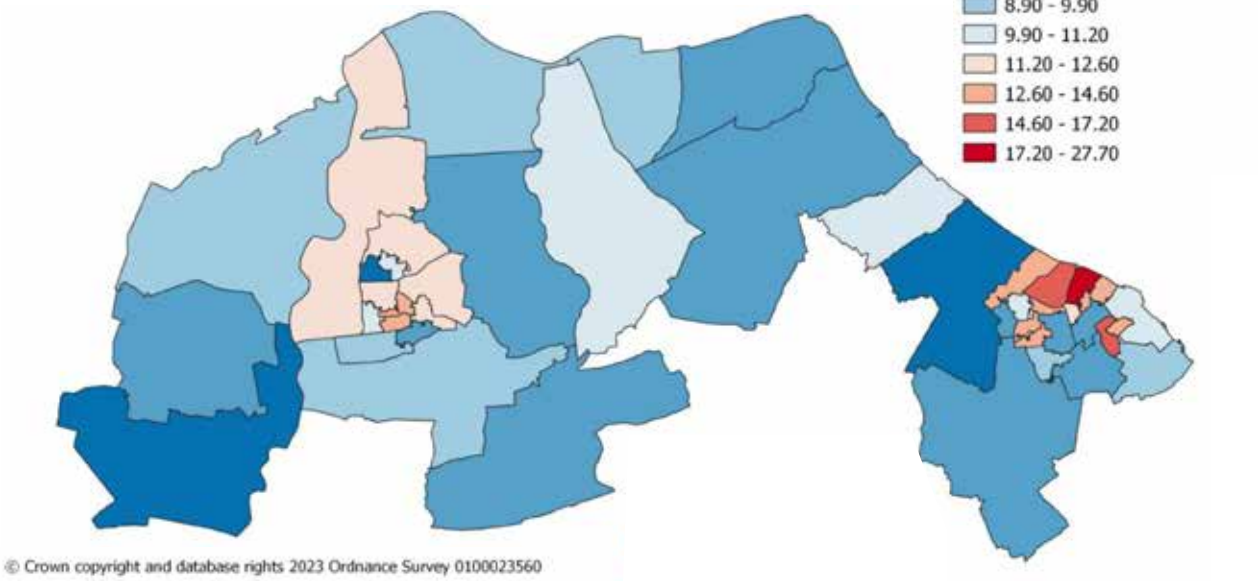 8.90 - 9.90
9.90 - 11.20
11.20 - 12.60
12.60 - 14.60
14.60 - 17.20
17.20 - 27.70
© Crown copyright and database rights 2023 Ordnance Survey 0100023560